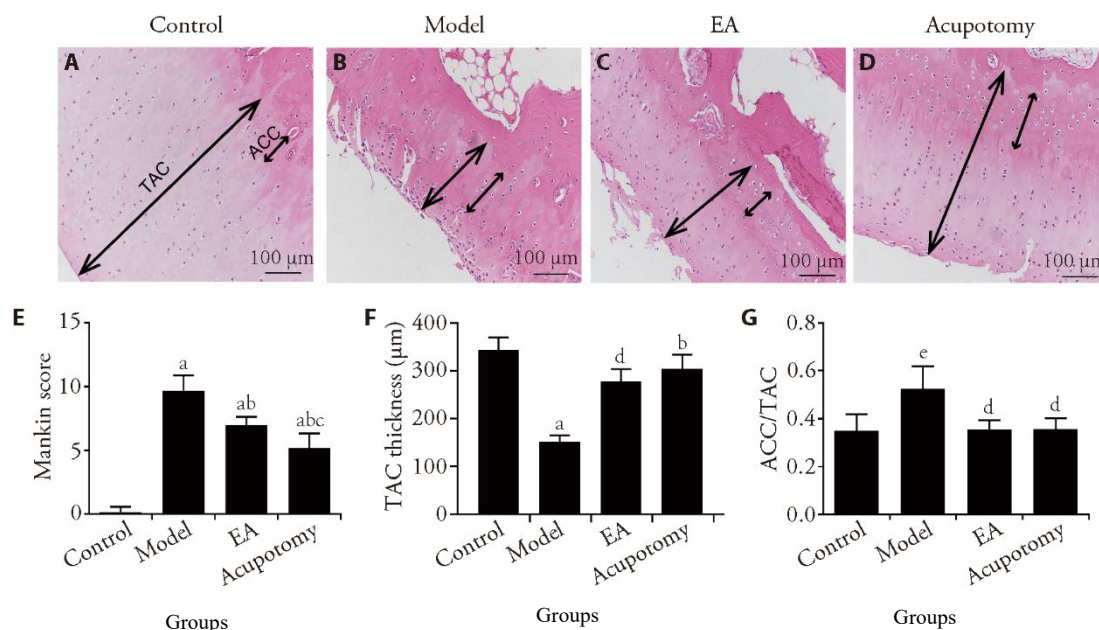 Control Model EA Acupotomy
A B C D
TAC ACC
100 µm 100 µm 100 µm 100 µm
E
15
10
5
0
Mankin score
a
ab
abc
Control Model EA Acupotomy
Groups
F
400
300
200
100
0
TAC thickness (µm)
a
d
b
Control Model EA Acupotomy
Groups
G
0.8
0.6
0.4
0.2
0.0
ACC/TAC
e
d
d
Control Model EA Acupotomy
Groups